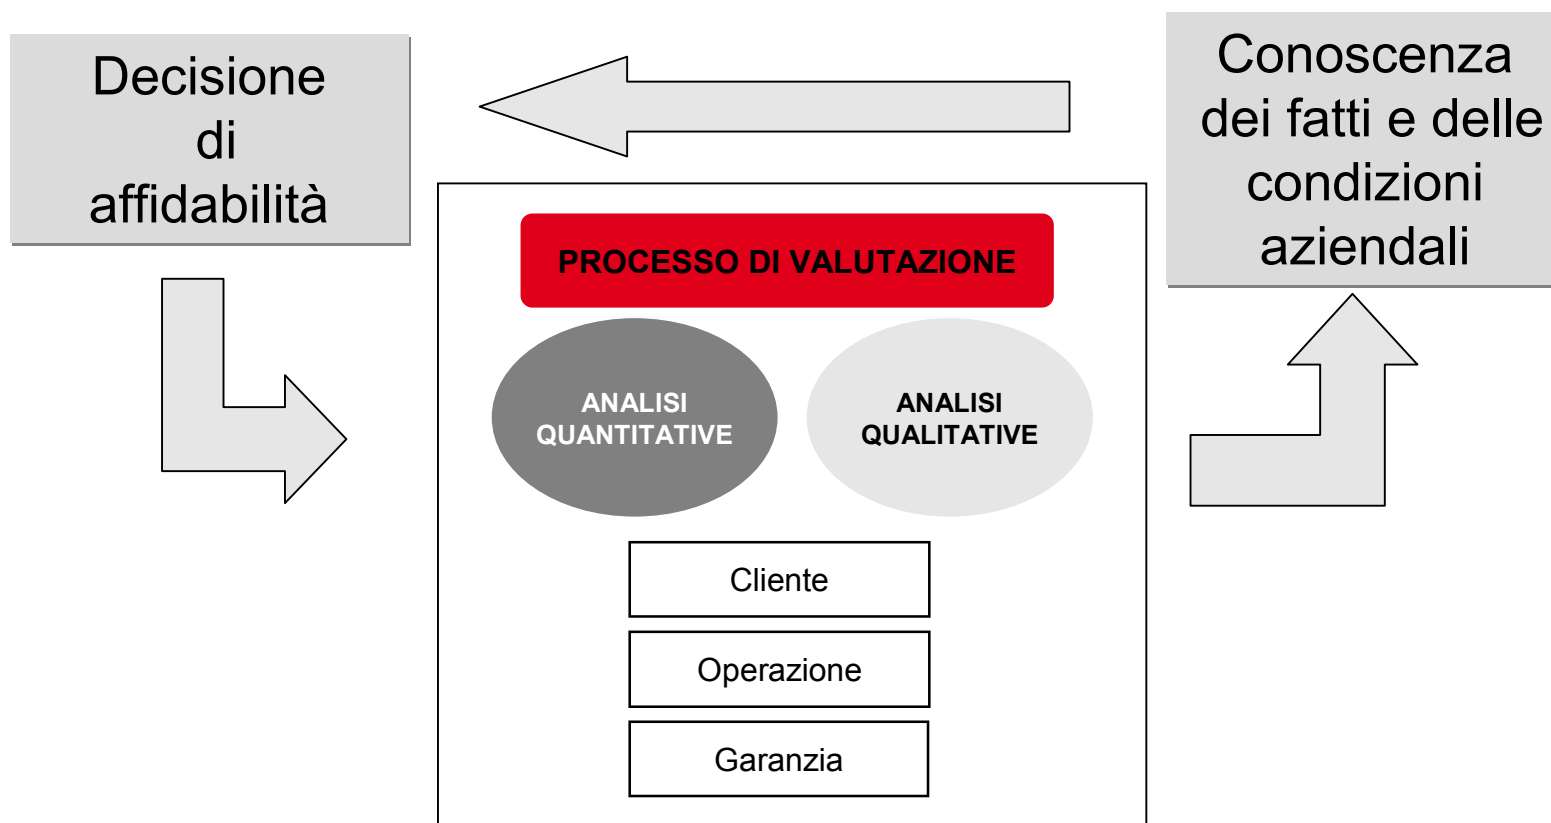 Decisione
di
affidabilità
Conoscenza
dei fatti e delle
condizioni
aziendali
PROCESSO DI VALUTAZIONE
ANALISI
QUANTITATIVE
ANALISI
QUALITATIVE
Cliente
Operazione
Garanzia